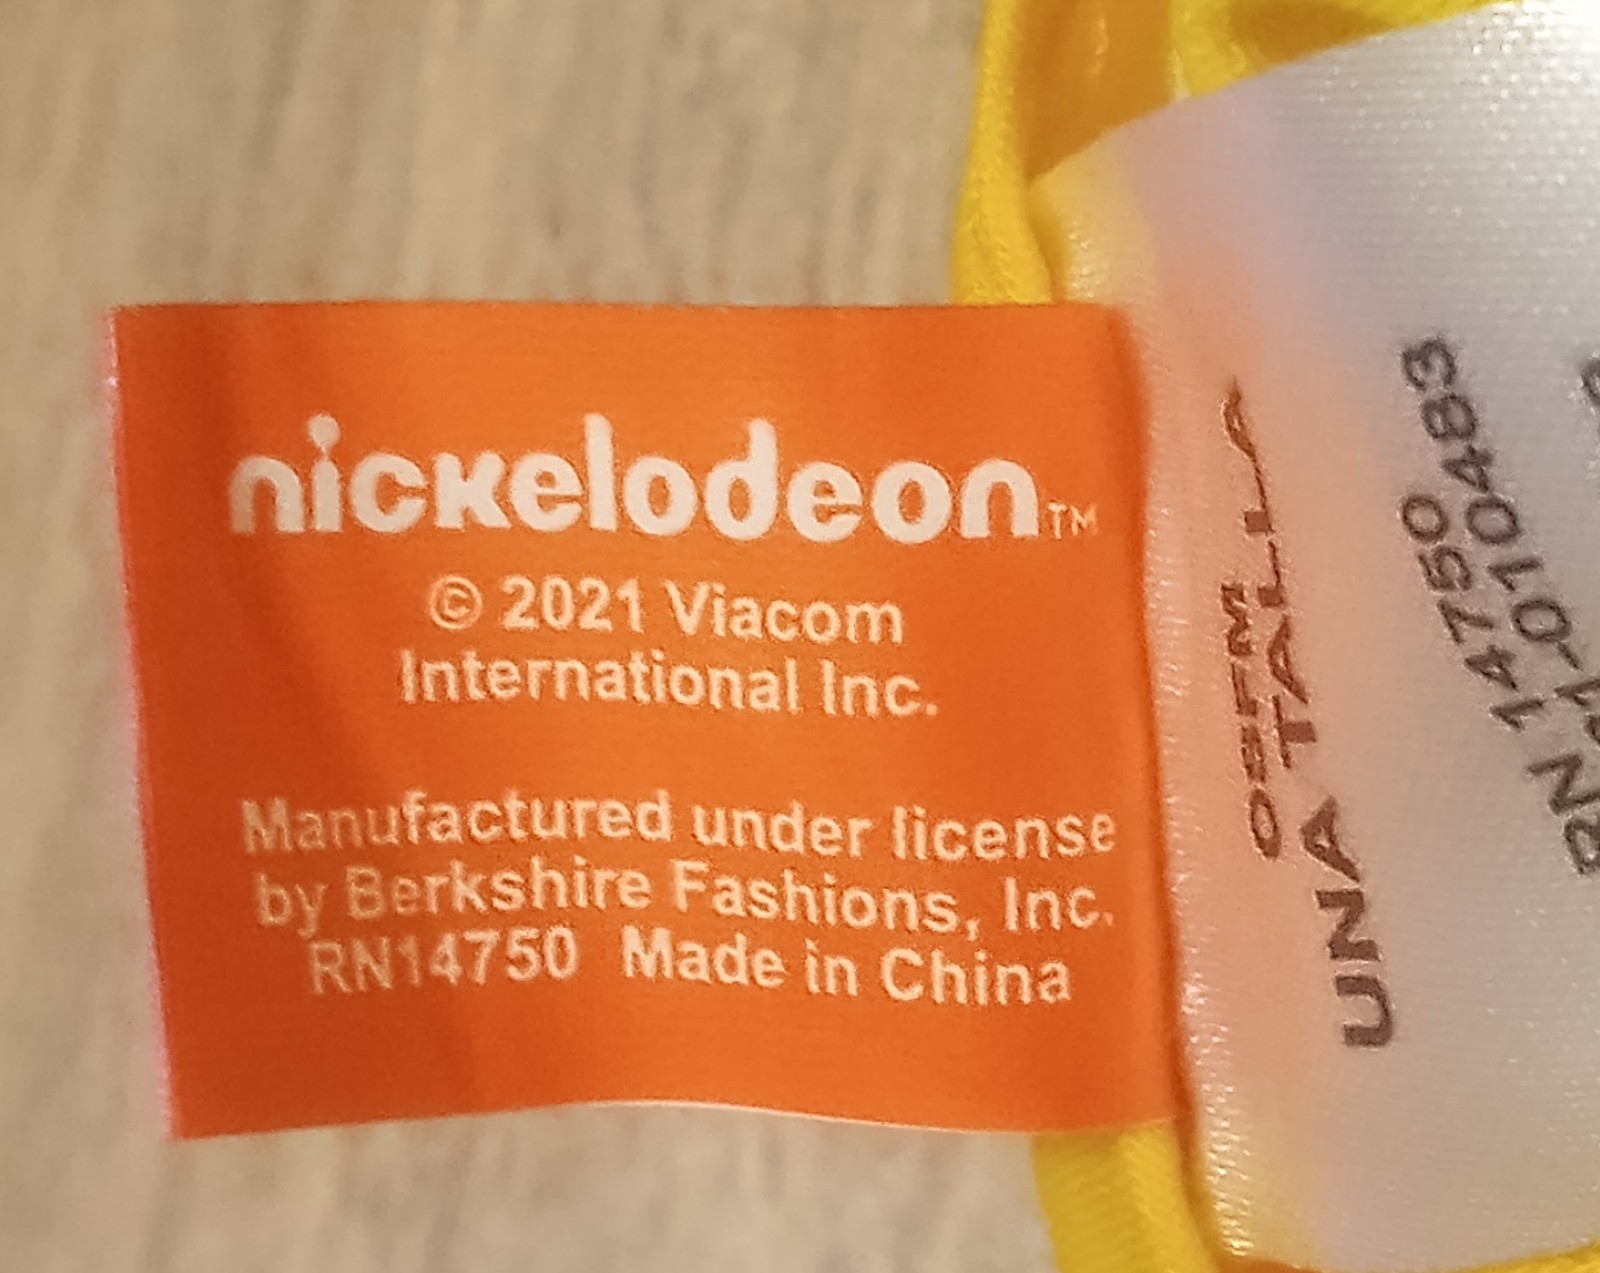 nickelodeon™
© 2021 Viacom
International Inc.
Manufactured under license
by Berkshire Fashions, Inc.
RN14750 Made in China
OSFM
UNA TALLA
RN 14750